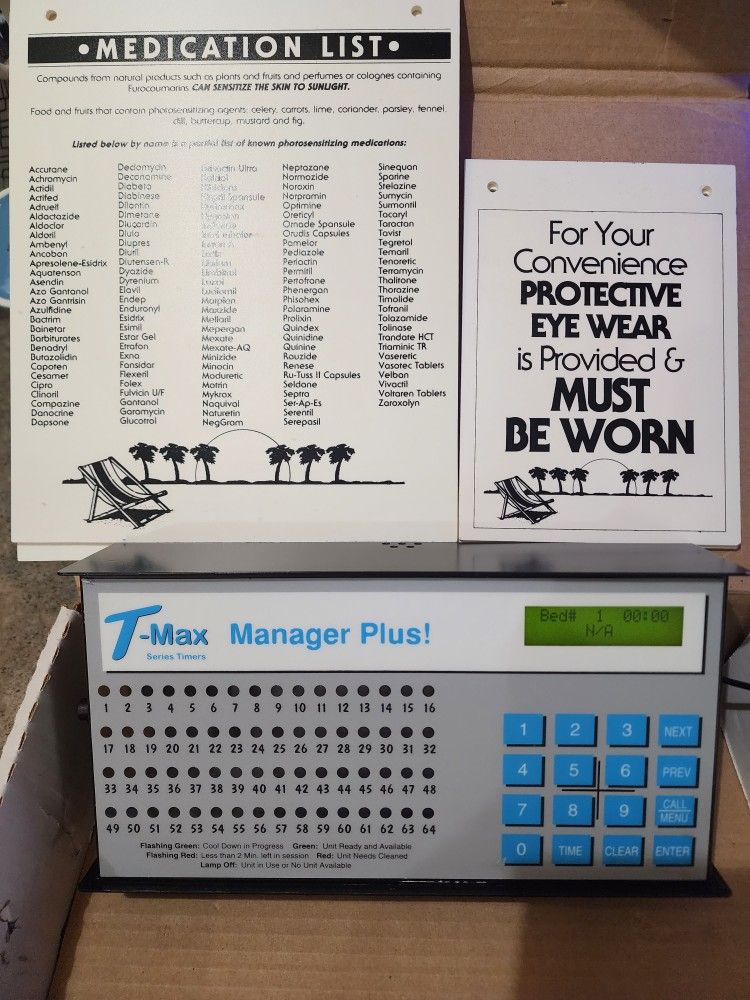 •MEDICATION LIST•
Compounds from natural products such as plants and fruits and perfumes or colognes containing
Furocoumarins CAN SENSITIZE THE SKIN TO SUNLIGHT.
Food and fruits that contain photosensitizing agents: celery, carrots, lime, coriander, parsley, fennel,
dill, buttercup, mustard and fig.
Listed below by name is a partial list of known photosensitizing medications:
Accutane
Achromycin
Actidil
Actifed
Adruefl
Aldactazide
Aldoclor
Aldoril
Ambenyl
Ancobon
Apresolene-Esidrix
Aquatenson
Asendin
Azo Gantanol
Azo Gantrisin
Azulfidine
Bactrim
Bainetar
Barbiturates
Benadryl
Butazolidin
Capoten
Cesamer
Cipro
Clinoril
Compazine
Danocrine
Dapsone
Declomycin
Deconamine
Diabeta
Diabinese
Dilantin
Dimetane
Diucardin
Diulo
Diupres
Diuril
Diutensen-R
Dyazide
Dyrenium
Elavil
Endep
Enduronyl
Esidrix
Esimil
Estar Gel
Etrafon
Exna
Fansidar
Flexeril
Folex
Fulvicin U/F
Gantanol
Garamycin
Glucotrol
Ultra
Spansule
Marplan
Maxzide
Mellaril
Mepergan
Mexate
Mexate-AQ
Minizide
Minocin
Moduretic
Motrin
Mykrox
Naquival
Naturetin
NegGram
Neptazane
Normozide
Noroxin
Norpramin
Optimine
Oreticyl
Ornade Spansule
Orudis Capsules
Pamelor
Pediazole
Periactin
Permitil
Pertofrane
Phenergan
Phisohex
Polaramine
Prolixin
Quindex
Quinidine
Quinine
Rauzide
Renese
Ru-Tuss II Capsules
Seldane
Septra
Ser-Ap-Es
Serentil
Serepasil
Sinequan
Sparine
Stelazine
Sumycin
Surmontil
Tacaryl
Taractan
Tavist
Tegretol
Temaril
Tenoretic
Terramycin
Thalitone
Thorazine
Timolide
Tofranil
Tolazamide
Tolinase
Trandate HCT
Triaminic TR
Vaseretic
Vasotec Tablets
Velban
Vivactil
Voltaren Tablets
Zaroxolyn
For Your
Convenience
PROTECTIVE
EYE WEAR
is Provided &
MUST
BE WORN
T-Max Manager Plus!
Series Timers
Bed# 1 00:00
N/A
1 2 3 4 5 6 7 8 9 10 11 12 13 14 15 16
17 18 19 20 21 22 23 24 25 26 27 28 29 30 31 32
33 34 35 36 37 38 39 40 41 42 43 44 45 46 47 48
49 50 51 52 53 54 55 56 57 58 59 60 61 62 63 64
Flashing Green: Cool Down in Progress Green: Unit Ready and Available
Flashing Red: Less than 2 Min. left in session Red: Unit Needs Cleaned
Lamp Off: Unit in Use or No Unit Available
1 2 3 NEXT
4 5 6 PREV
7 8 9 CALL
MENU
0 TIME CLEAR ENTER